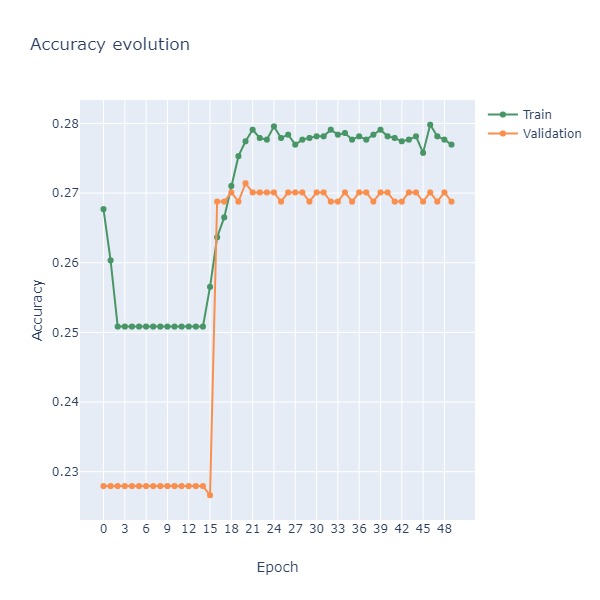 Accuracy evolution
Train
Validation
0.28
0.27
0.26
0.25
0.24
0.23
Accuracy
0 3 6 9 12 15 18 21 24 27 30 33 36 39 42 45 48
Epoch